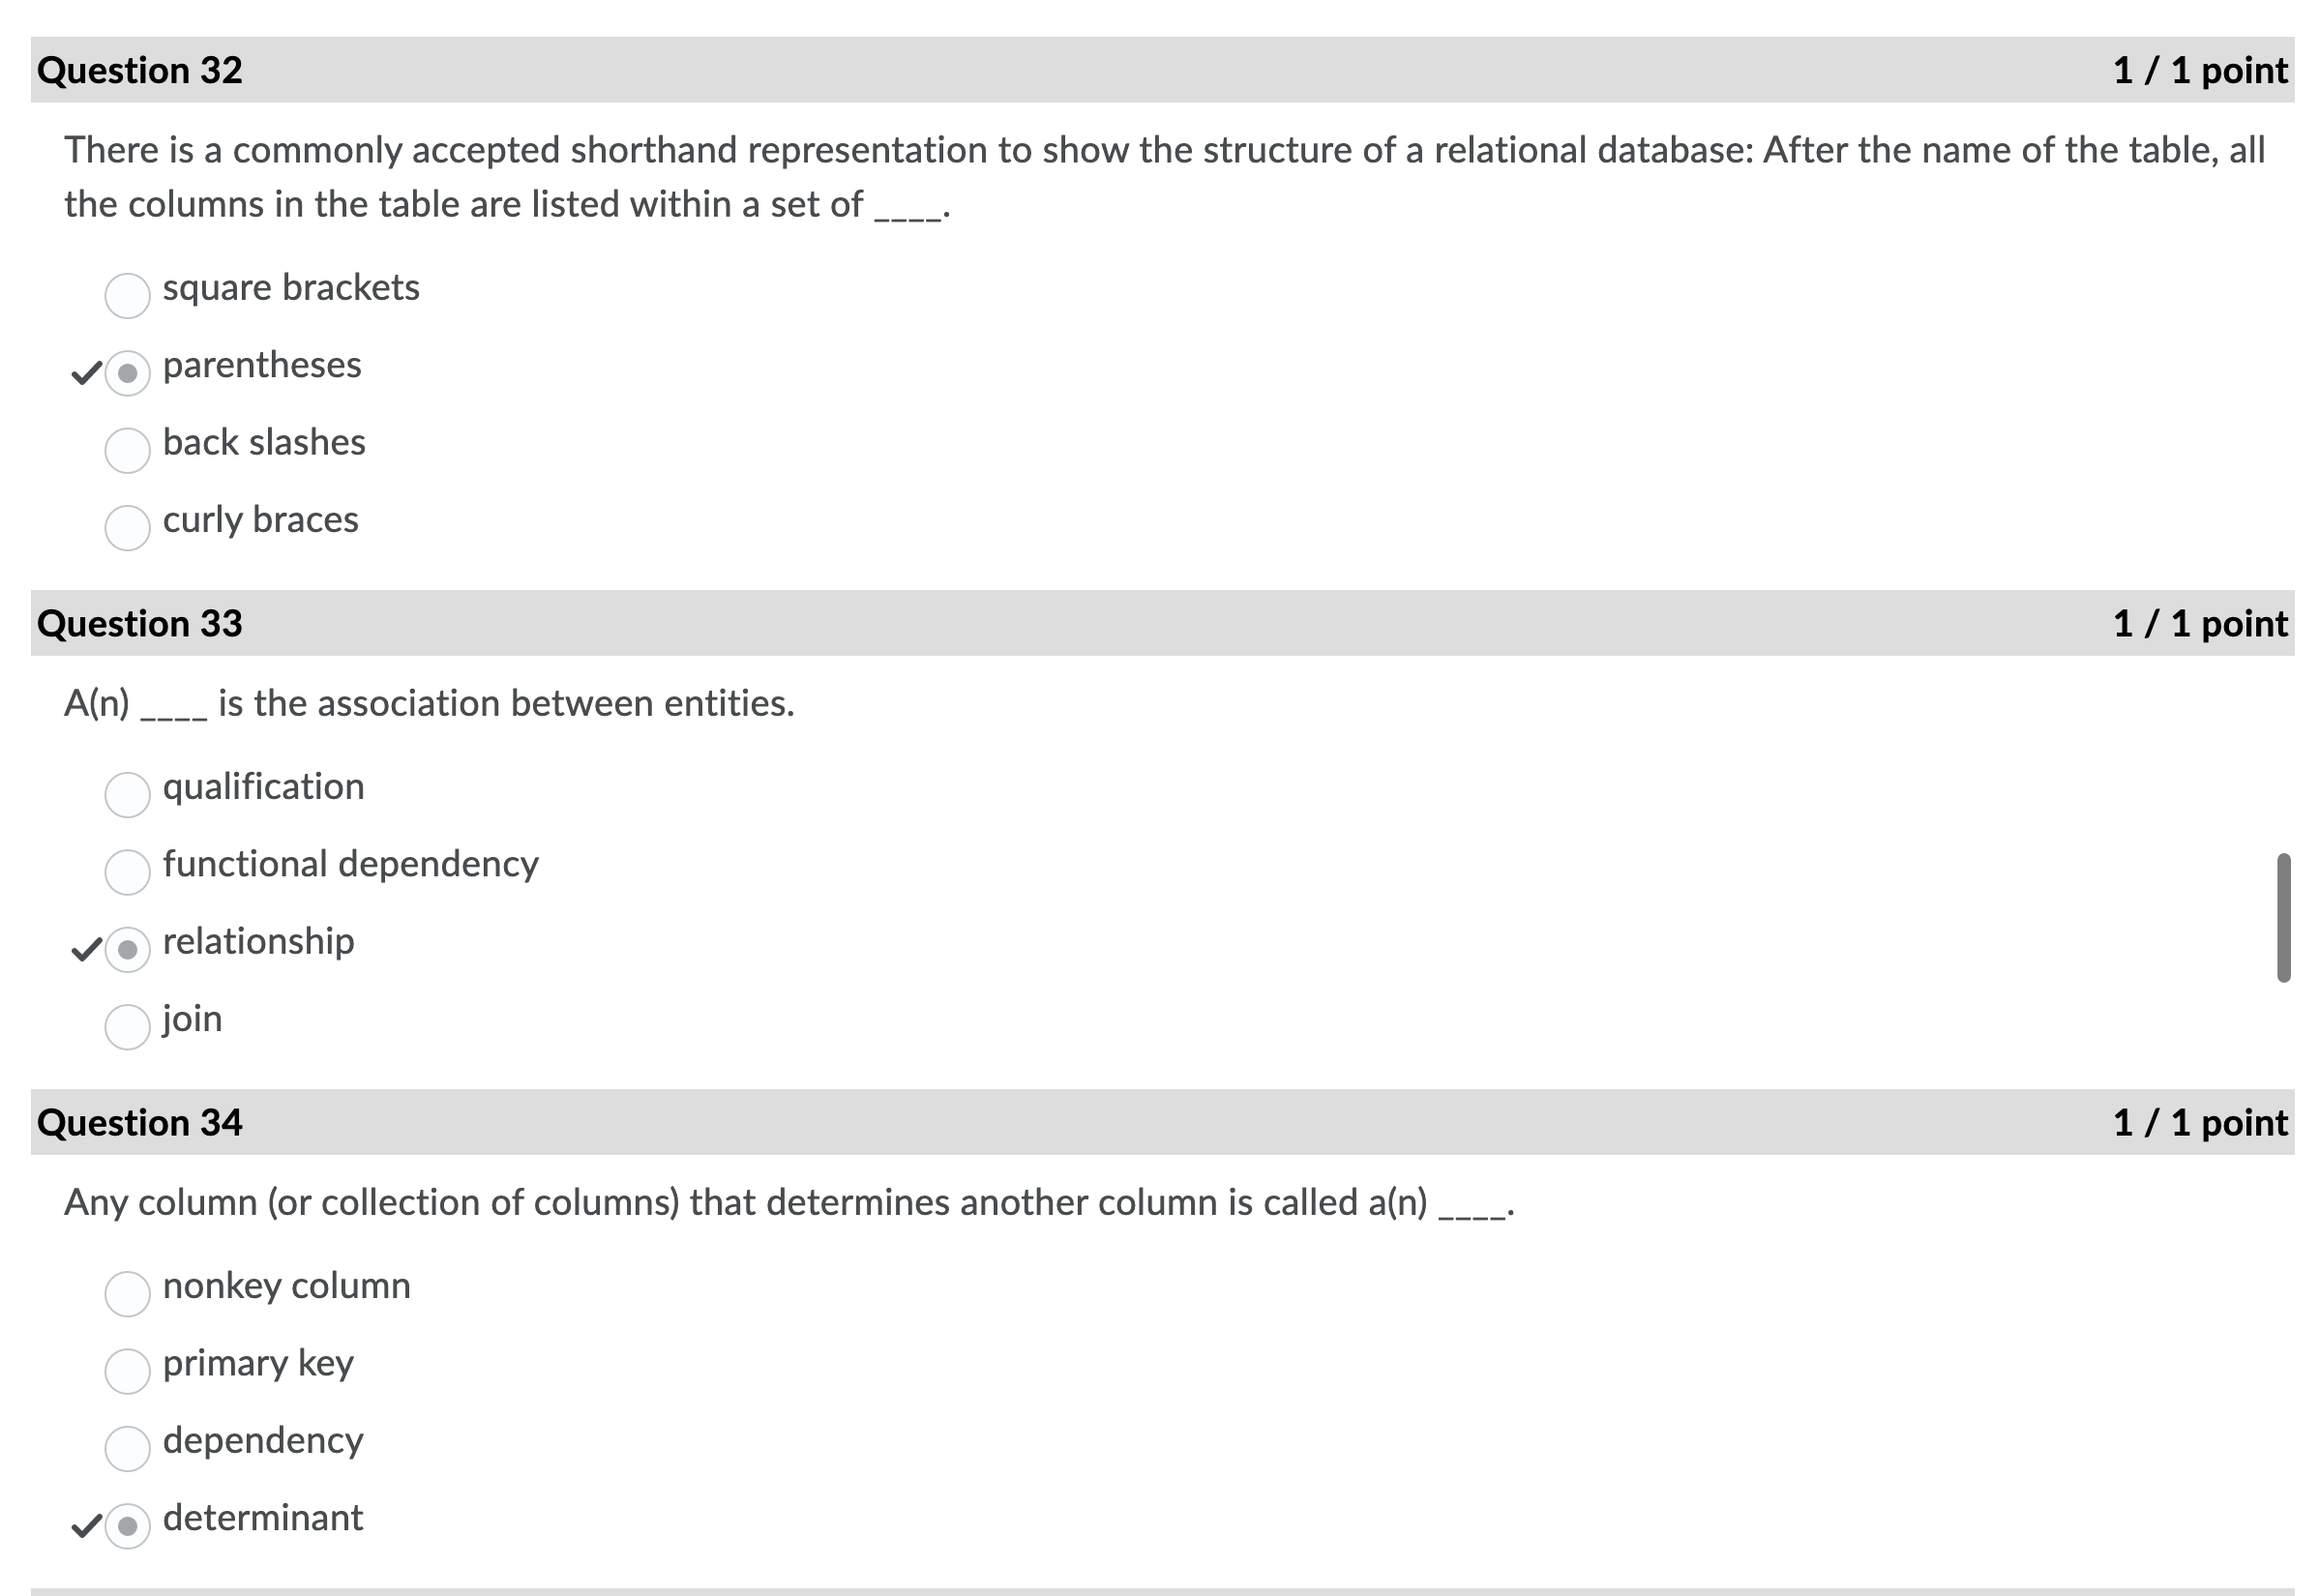 Question 32 1 / 1 point
There is a commonly accepted shorthand representation to show the structure of a relational database: After the name of the table, all
the columns in the table are listed within a set of ____.
square brackets
parentheses
back slashes
curly braces
Question 33 1 / 1 point
A(n) ____ is the association between entities.
qualification
functional dependency
relationship
join
Question 34 1 / 1 point
Any column (or collection of columns) that determines another column is called a(n) ____.
nonkey column
primary key
dependency
determinant